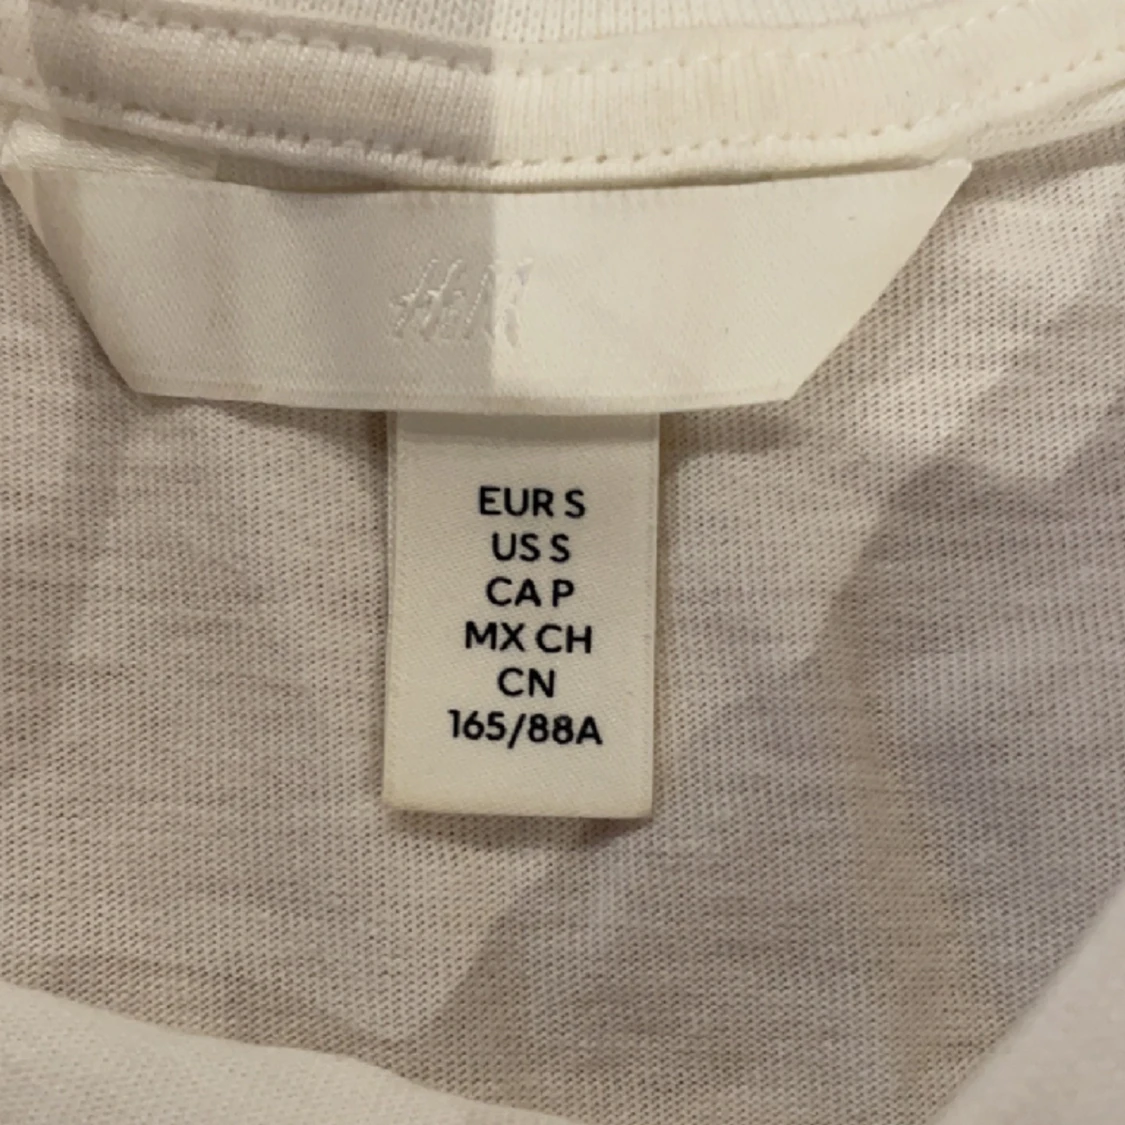 H&M
EUR S
US S
CA P
MX CH
CN
165/88A